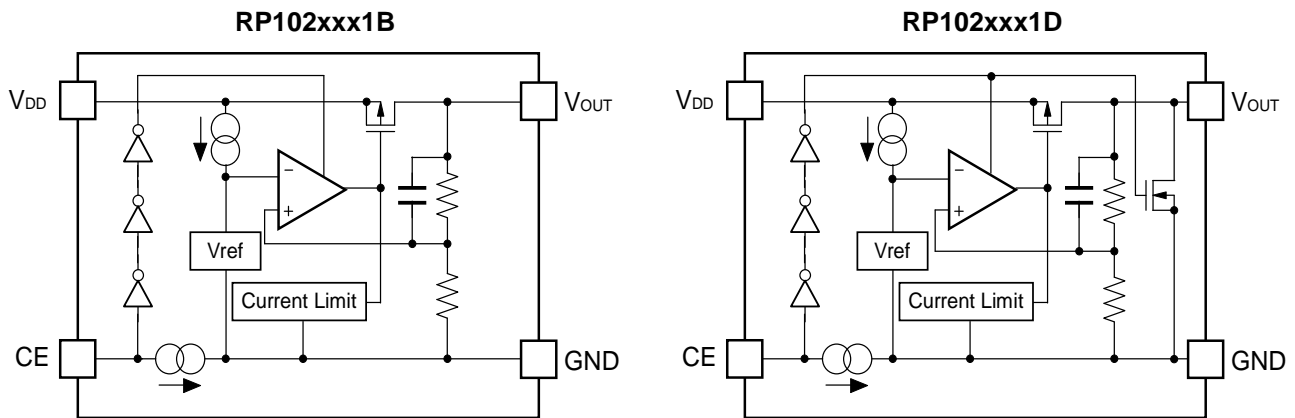 RP102xxx1B
VDD
VOUT
−
+
Vref
Current Limit
CE
GND
RP102xxx1D
VDD
VOUT
−
+
Vref
Current Limit
CE
GND